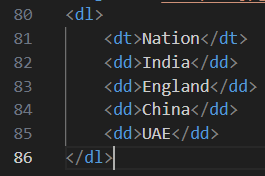 80 <dl>
81 <dt>Nation</dt>
82 <dd>India</dd>
83 <dd>England</dd>
84 <dd>China</dd>
85 <dd>UAE</dd>
86 </dl>